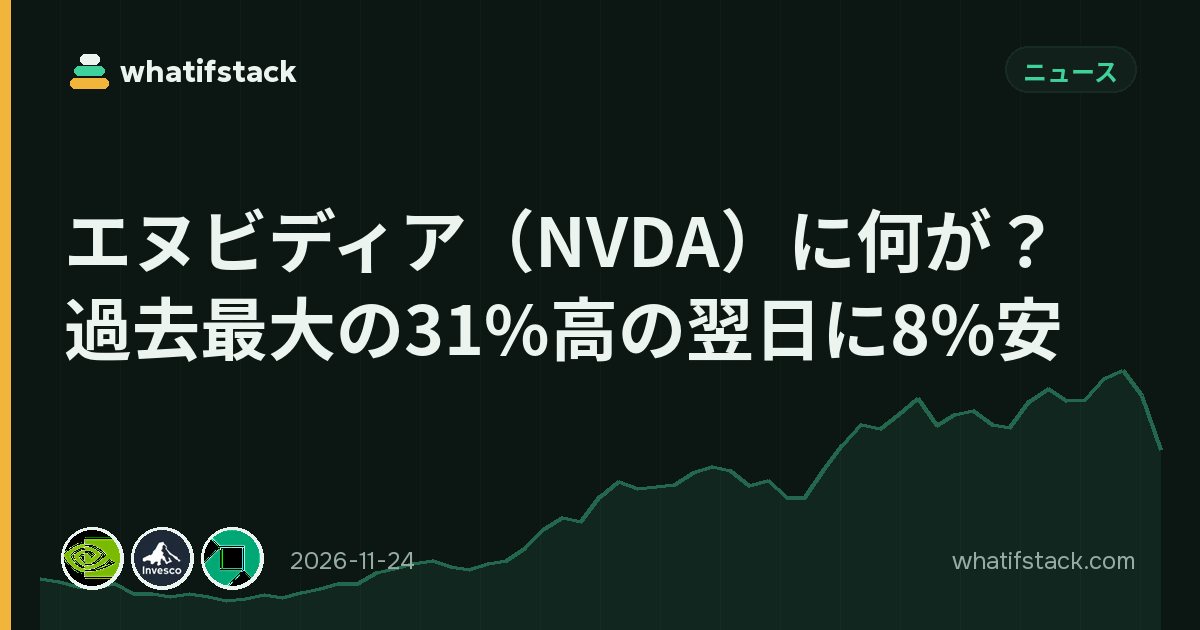 whatifstack
ニュース
エヌビディア（NVDA）に何が？
過去最大の31%高の翌日に8%安
Invesco
2026-11-24
whatifstack.com